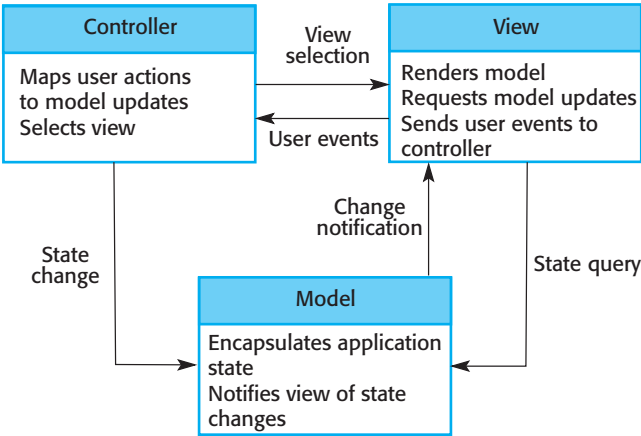 Controller
Maps user actions
to model updates
Selects view
View
selection
User events
View
Renders model
Requests model updates
Sends user events to
controller
State
change
Change
notification
State query
Model
Encapsulates application
state
Notifies view of state
changes